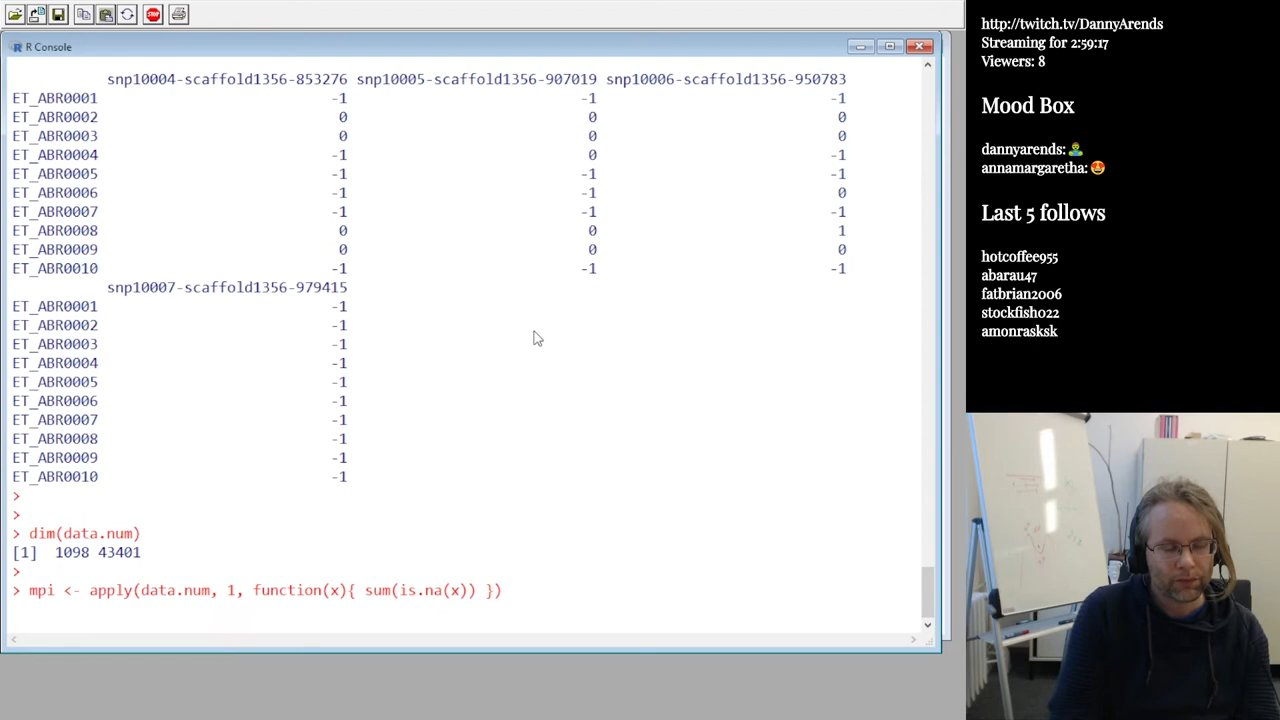 R Console
snp10004-scaffold1356-853276 snp10005-scaffold1356-907019 snp10006-scaffold1356-950783
ET_ABR0001 -1 -1 -1
ET_ABR0002 0 0 0
ET_ABR0003 0 0 0
ET_ABR0004 -1 0 -1
ET_ABR0005 -1 -1 -1
ET_ABR0006 -1 -1 0
ET_ABR0007 -1 -1 -1
ET_ABR0008 0 0 1
ET_ABR0009 0 0 0
ET_ABR0010 -1 -1 -1
snp10007-scaffold1356-979415
ET_ABR0001 -1
ET_ABR0002 -1
ET_ABR0003 -1
ET_ABR0004 -1
ET_ABR0005 -1
ET_ABR0006 -1
ET_ABR0007 -1
ET_ABR0008 -1
ET_ABR0009 -1
ET_ABR0010 -1
>
>
> dim(data.num)
[1] 1098 43401
>
> mpi <- apply(data.num, 1, function(x){ sum(is.na(x)) })
STOP
http://twitch.tv/DannyArends
Streaming for 2:59:17
Viewers: 8
Mood Box
dannyarends: 🤷‍♂️
annamargaretha: 😍
Last 5 follows
hotcoffee955
abarau47
fatbrian2006
stockfish022
amonrasksk